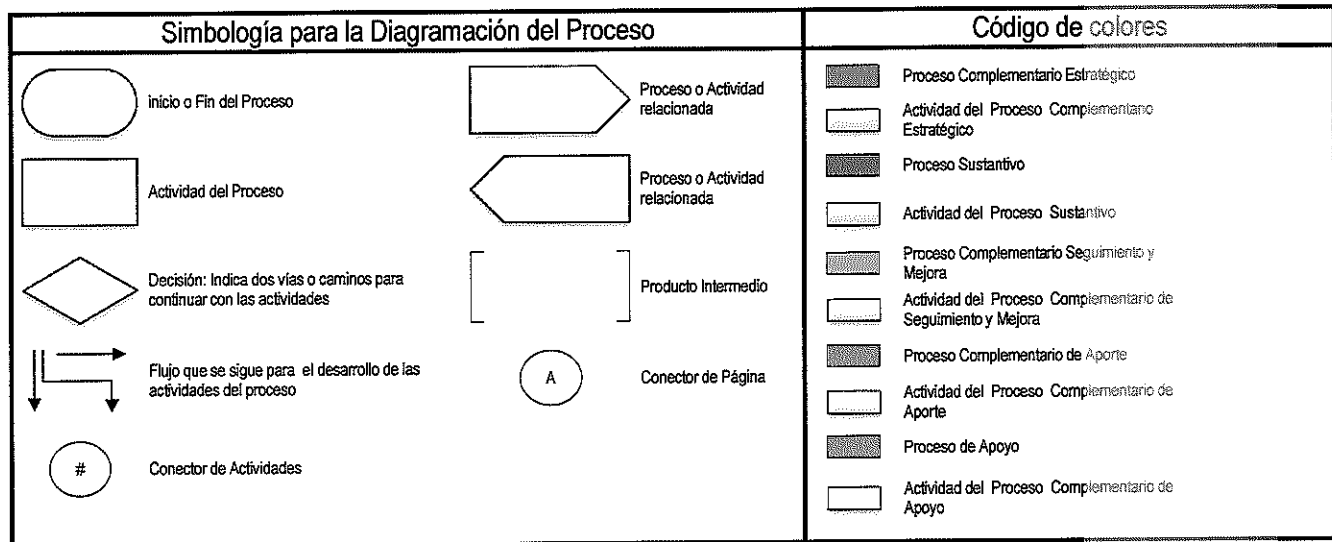 Simbología para la Diagramación del Proceso
inicio o Fin del Proceso
Proceso o Actividad
relacionada
Actividad del Proceso
Proceso o Actividad
relacionada
Decisión: Indica dos vías o caminos para
continuar con las actividades
Producto Intermedio
Flujo que se sigue para el desarrollo de las
actividades del proceso
A
Conector de Página
#
Conector de Actividades
Código de colores
Proceso Complementario Estratégico
Actividad del Proceso Complementario
Estratégico
Proceso Sustantivo
Actividad del Proceso Sustantivo
Proceso Complementario Seguimiento y
Mejora
Actividad del Proceso Complementario de
Seguimiento y Mejora
Proceso Complementario de Aporte
Actividad del Proceso Complementario de
Aporte
Proceso de Apoyo
Actividad del Proceso Complementario de
Apoyo